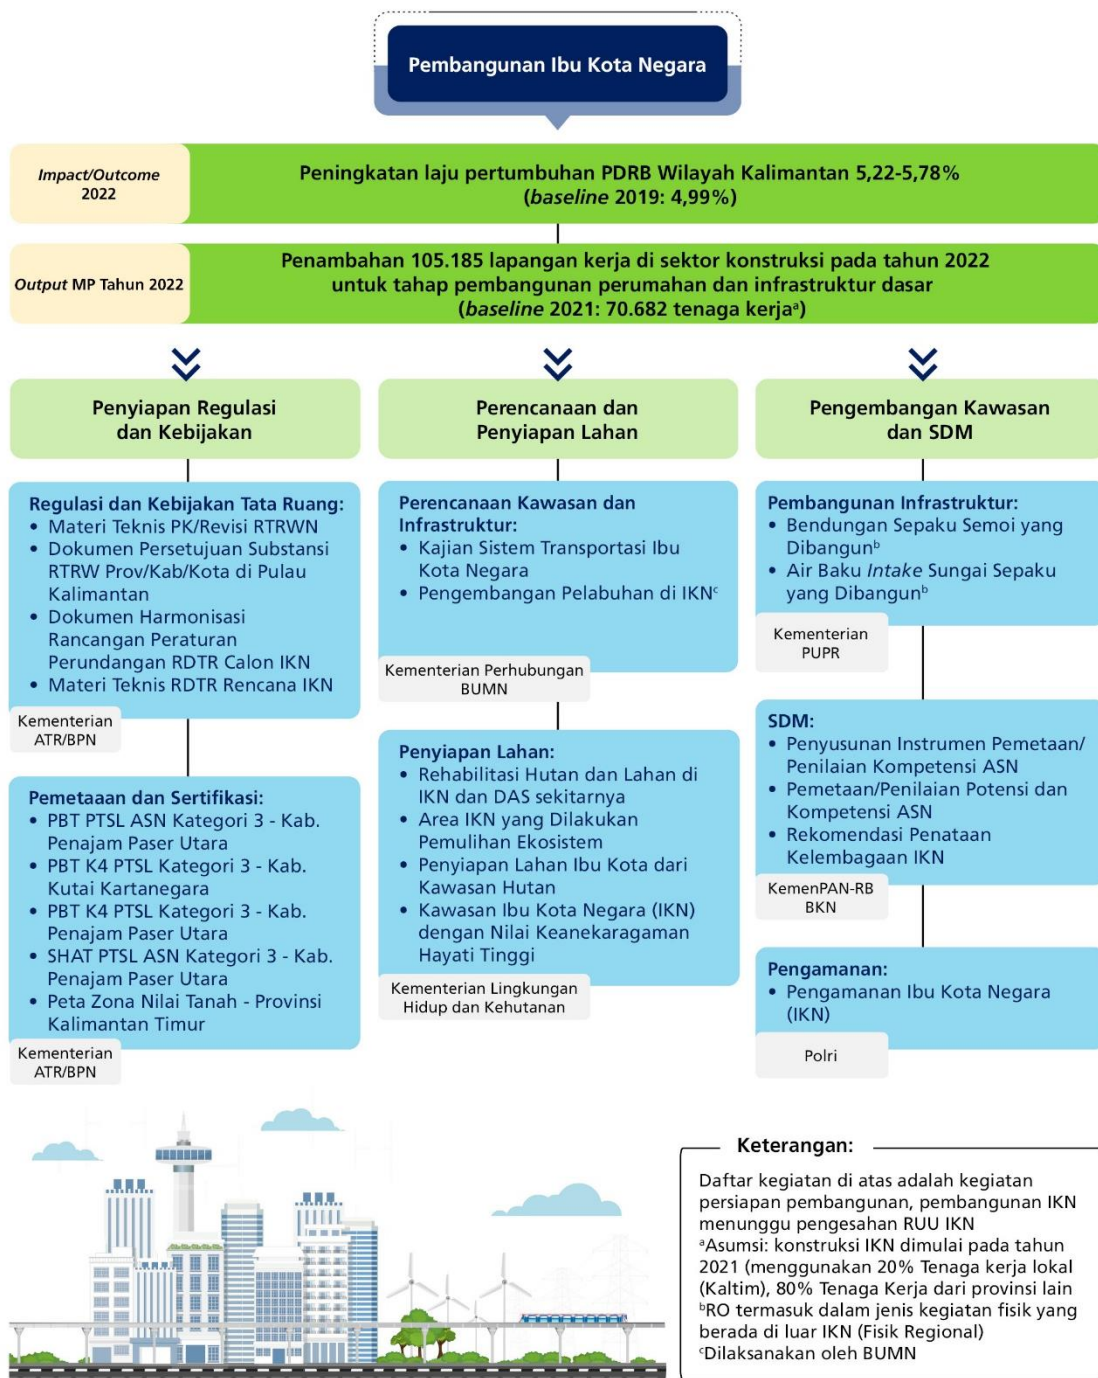 Pembangunan Ibu Kota Negara
Impact/Outcome
2022
Peningkatan laju pertumbuhan PDRB Wilayah Kalimantan 5,22-5,78%
(baseline 2019: 4,99%)
Output MP Tahun 2022
Penambahan 105.185 lapangan kerja di sektor konstruksi pada tahun 2022
untuk tahap pembangunan perumahan dan infrastruktur dasar
(baseline 2021: 70.682 tenaga kerjaᵃ)
Penyiapan Regulasi
dan Kebijakan
Regulasi dan Kebijakan Tata Ruang:
• Materi Teknis PK/Revisi RTRWN
• Dokumen Persetujuan Substansi
RTRW Prov/Kab/Kota di Pulau
Kalimantan
• Dokumen Harmonisasi
Rancangan Peraturan
Perundangan RDTR Calon IKN
• Materi Teknis RDTR Rencana IKN
Kementerian
ATR/BPN
Pemetaaan dan Sertifikasi:
• PBT PTSL ASN Kategori 3 - Kab.
Penajam Paser Utara
• PBT K4 PTSL Kategori 3 - Kab.
Kutai Kartanegara
• PBT K4 PTSL Kategori 3 - Kab.
Penajam Paser Utara
• SHAT PTSL ASN Kategori 3 - Kab.
Penajam Paser Utara
• Peta Zona Nilai Tanah - Provinsi
Kalimantan Timur
Kementerian
ATR/BPN
Perencanaan dan
Penyiapan Lahan
Perencanaan Kawasan dan
Infrastruktur:
• Kajian Sistem Transportasi Ibu
Kota Negara
• Pengembangan Pelabuhan di IKNᶜ
Kementerian Perhubungan
BUMN
Penyiapan Lahan:
• Rehabilitasi Hutan dan Lahan di
IKN dan DAS sekitarnya
• Area IKN yang Dilakukan
Pemulihan Ekosistem
• Penyiapan Lahan Ibu Kota dari
Kawasan Hutan
• Kawasan Ibu Kota Negara (IKN)
dengan Nilai Keanekaragaman
Hayati Tinggi
Kementerian Lingkungan
Hidup dan Kehutanan
Pengembangan Kawasan
dan SDM
Pembangunan Infrastruktur:
• Bendungan Sepaku Semoi yang
Dibangunᵇ
• Air Baku Intake Sungai Sepaku
yang Dibangunᵇ
Kementerian
PUPR
SDM:
• Penyusunan Instrumen Pemetaan/
Penilaian Kompetensi ASN
• Pemetaan/Penilaian Potensi dan
Kompetensi ASN
• Rekomendasi Penataan
Kelembagaan IKN
KemenPAN-RB
BKN
Pengamanan:
• Pengamanan Ibu Kota Negara
(IKN)
Polri
Keterangan:
Daftar kegiatan di atas adalah kegiatan
persiapan pembangunan, pembangunan IKN
menunggu pengesahan RUU IKN
ᵃAsumsi: konstruksi IKN dimulai pada tahun
2021 (menggunakan 20% Tenaga kerja lokal
(Kaltim), 80% Tenaga Kerja dari provinsi lain
ᵇRO termasuk dalam jenis kegiatan fisik yang
berada di luar IKN (Fisik Regional)
ᶜDilaksanakan oleh BUMN